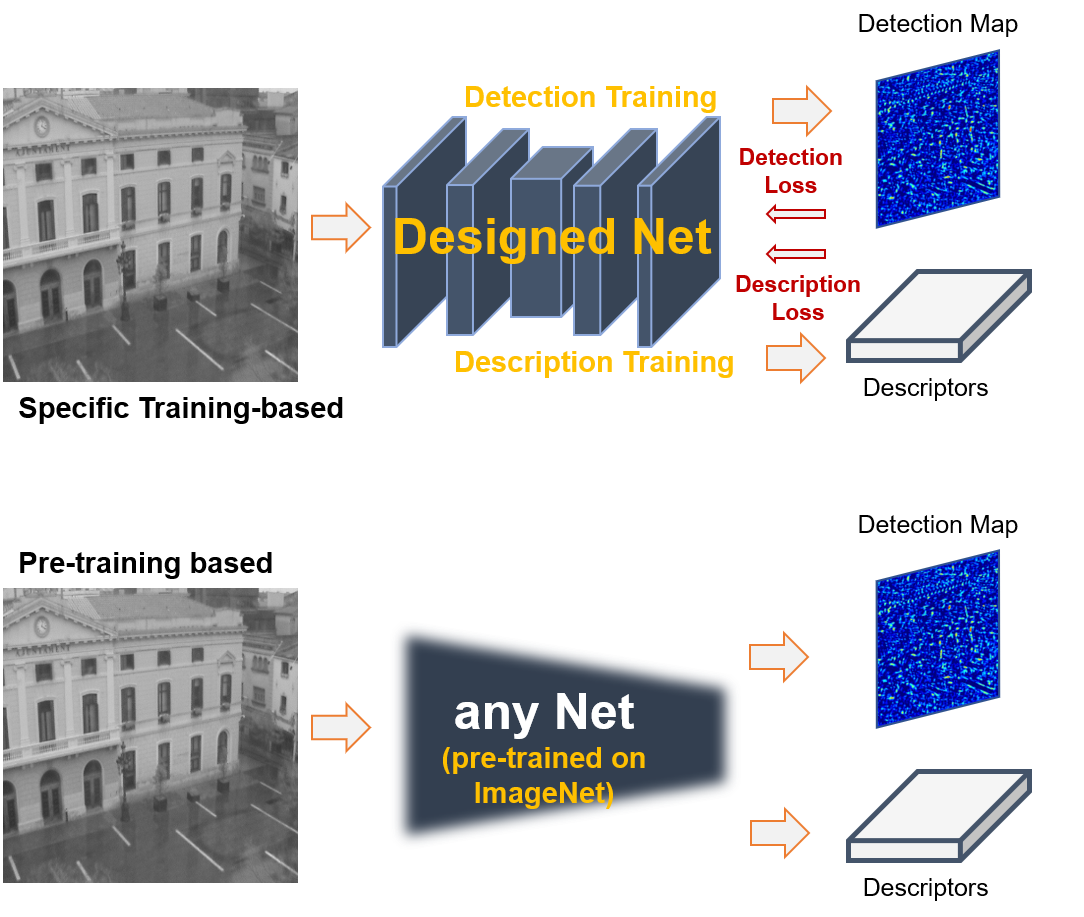 Detection Map
Detection Training
Detection
Loss
Designed Net
Description
Loss
Description Training
Descriptors
Specific Training-based
Detection Map
Pre-training based
any Net
(pre-trained on
ImageNet)
Descriptors